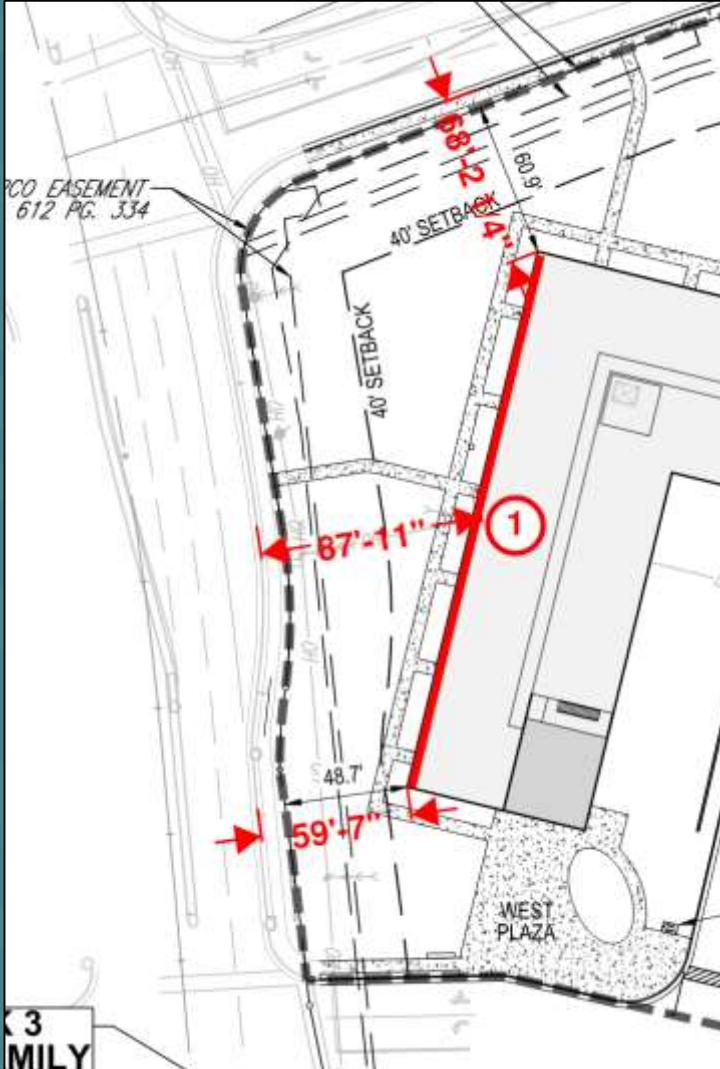 PCO EASEMENT
612 PG. 334
68'-2 1/4"
60.9'
40' SETBACK
40' SETBACK
87'-11"
1
48.7'
59'-7"
WEST
PLAZA
K 3
MILY